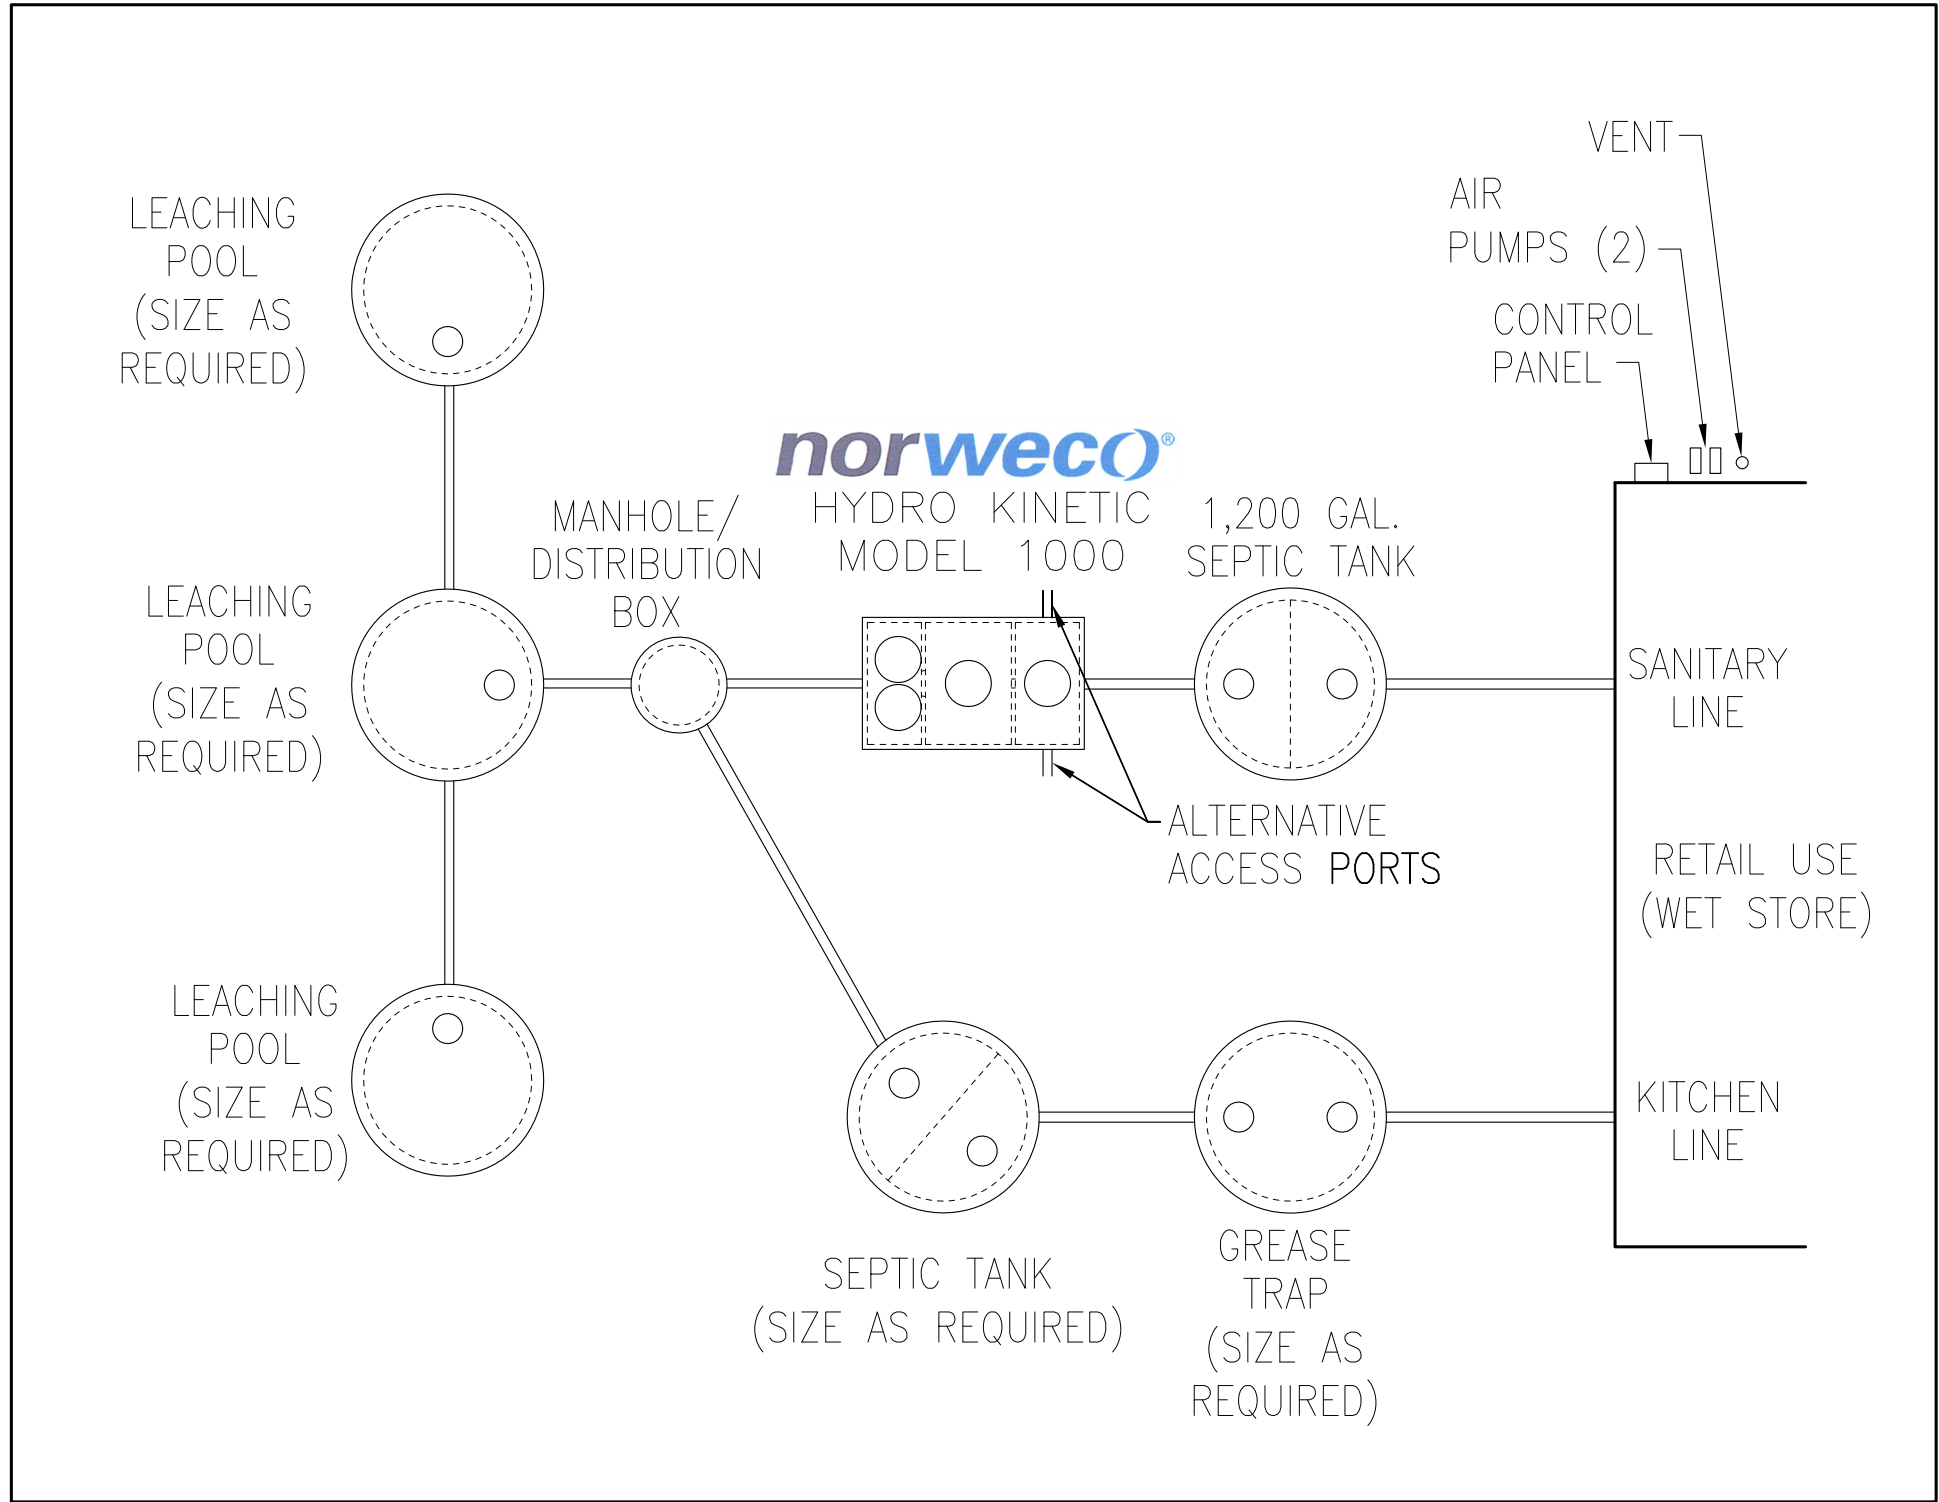 VENT
AIR
PUMPS (2)
CONTROL
PANEL
LEACHING
POOL
(SIZE AS
REQUIRED)
norweco®
HYDRO KINETIC
MODEL 1000
MANHOLE/
DISTRIBUTION
BOX
1,200 GAL.
SEPTIC TANK
LEACHING
POOL
(SIZE AS
REQUIRED)
SANITARY
LINE
ALTERNATIVE
ACCESS PORTS
RETAIL USE
(WET STORE)
LEACHING
POOL
(SIZE AS
REQUIRED)
KITCHEN
LINE
SEPTIC TANK
(SIZE AS REQUIRED)
GREASE
TRAP
(SIZE AS
REQUIRED)